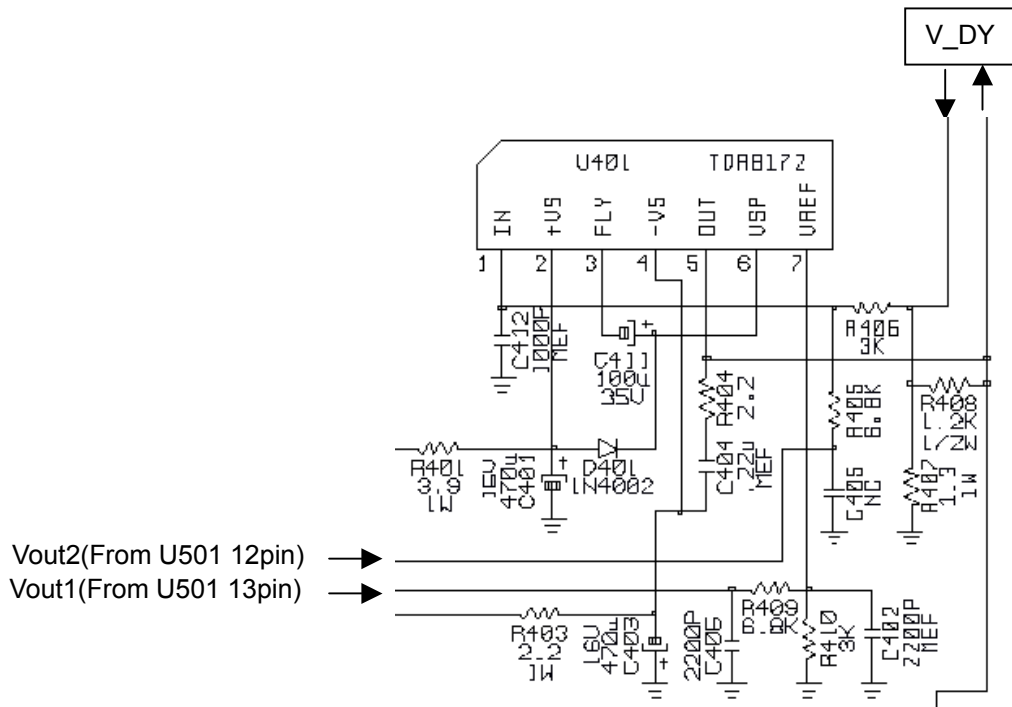 V_DY
U401 TDA8172
IN
+VS
FLY
-VS
OUT
VSP
VREF
1 2 3 4 5 6 7
C412
1000P
MEF
+
C411
100u
35V
R404
2.2
R406
3K
R405
6.8K
R408
1.2K
1/2W
R401
3.9
1W
16V
470u
C401
+
D401
1N4002
C404
.22u
MEF
C405
NC
R407
1.3
1W
Vout2(From U501 12pin)
Vout1(From U501 13pin)
R403
2.2
1W
16V
470u
C403
+
2200P
C406
R409
6.8K
R410
3K
C402
2200P
MEF